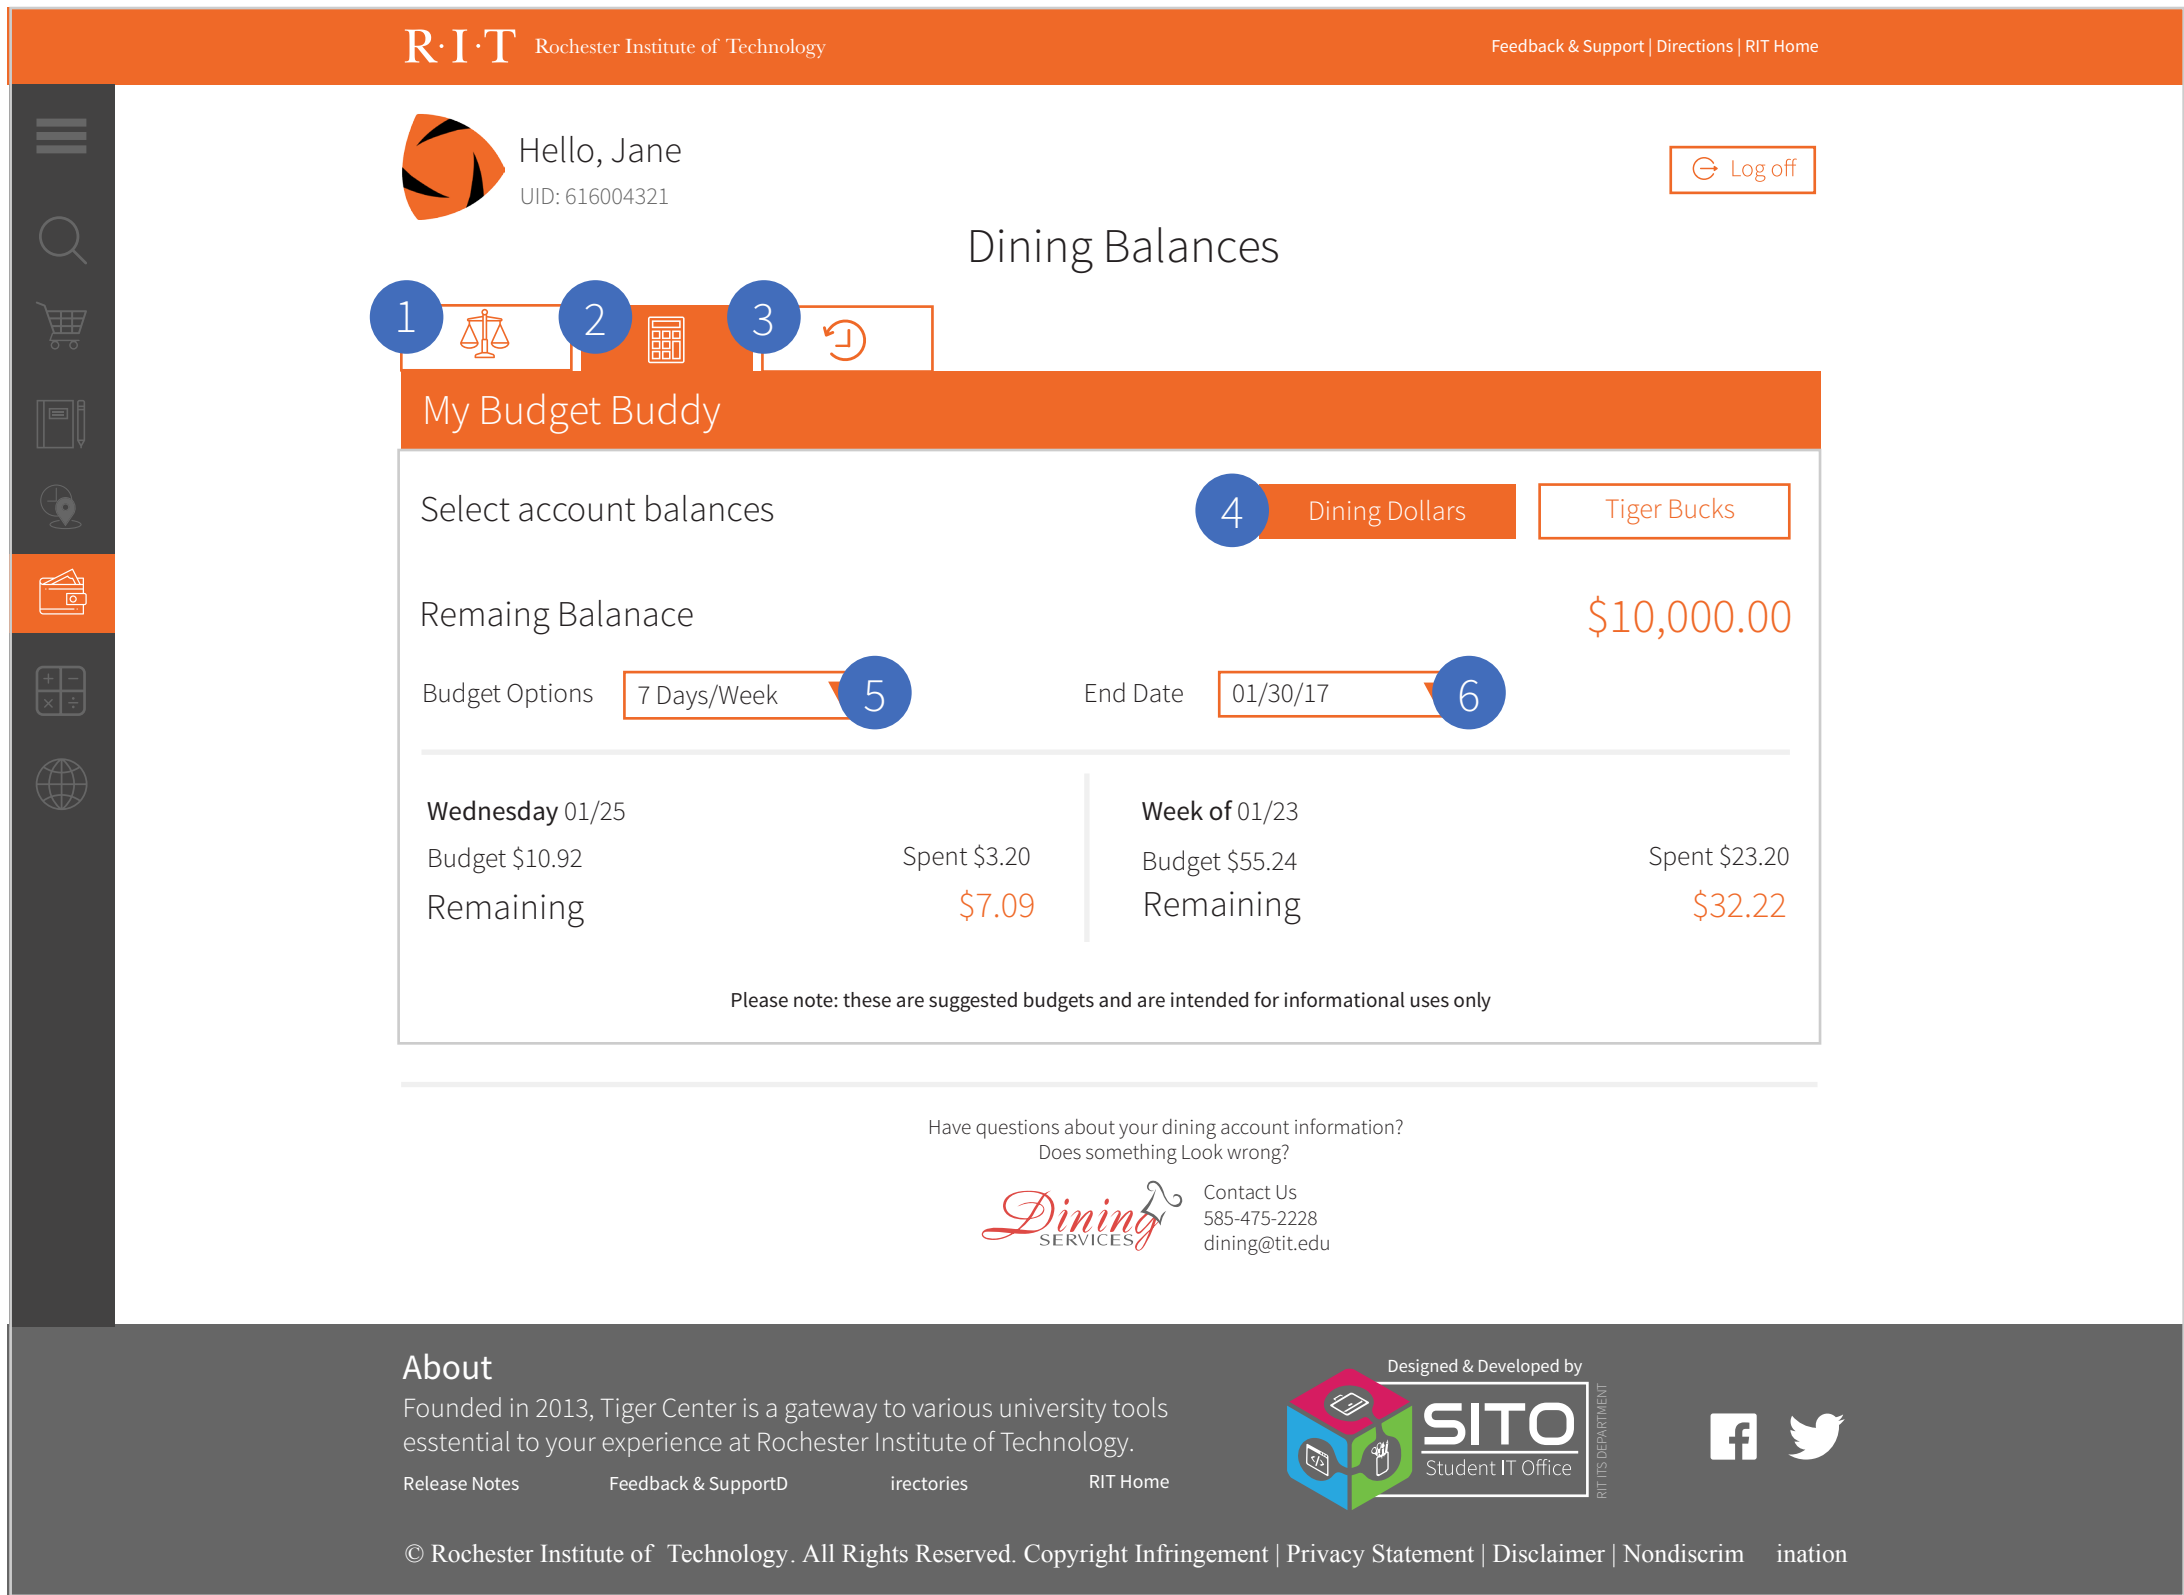 R·I·T Rochester Institute of Technology
Feedback & Support | Directions | RIT Home
Hello, Jane
UID: 616004321
Log off
Dining Balances
1
2
3
My Budget Buddy
Select account balances
4
Dining Dollars
Tiger Bucks
Remaing Balanace
$10,000.00
Budget Options
7 Days/Week
5
End Date
01/30/17
6
Wednesday 01/25
Budget $10.92
Spent $3.20
Remaining
$7.09
Week of 01/23
Budget $55.24
Spent $23.20
Remaining
$32.22
Please note: these are suggested budgets and are intended for informational uses only
Have questions about your dining account information?
Does something Look wrong?
Dining
SERVICES
Contact Us
585-475-2228
dining@tit.edu
About
Founded in 2013, Tiger Center is a gateway to various university tools
esstential to your experience at Rochester Institute of Technology.
Release Notes
Feedback & SupportD
irectories
RIT Home
Designed & Developed by
SITO
Student IT Office
RIT ITS DEPARTMENT
© Rochester Institute of Technology. All Rights Reserved. Copyright Infringement | Privacy Statement | Disclaimer | Nondiscrim ination